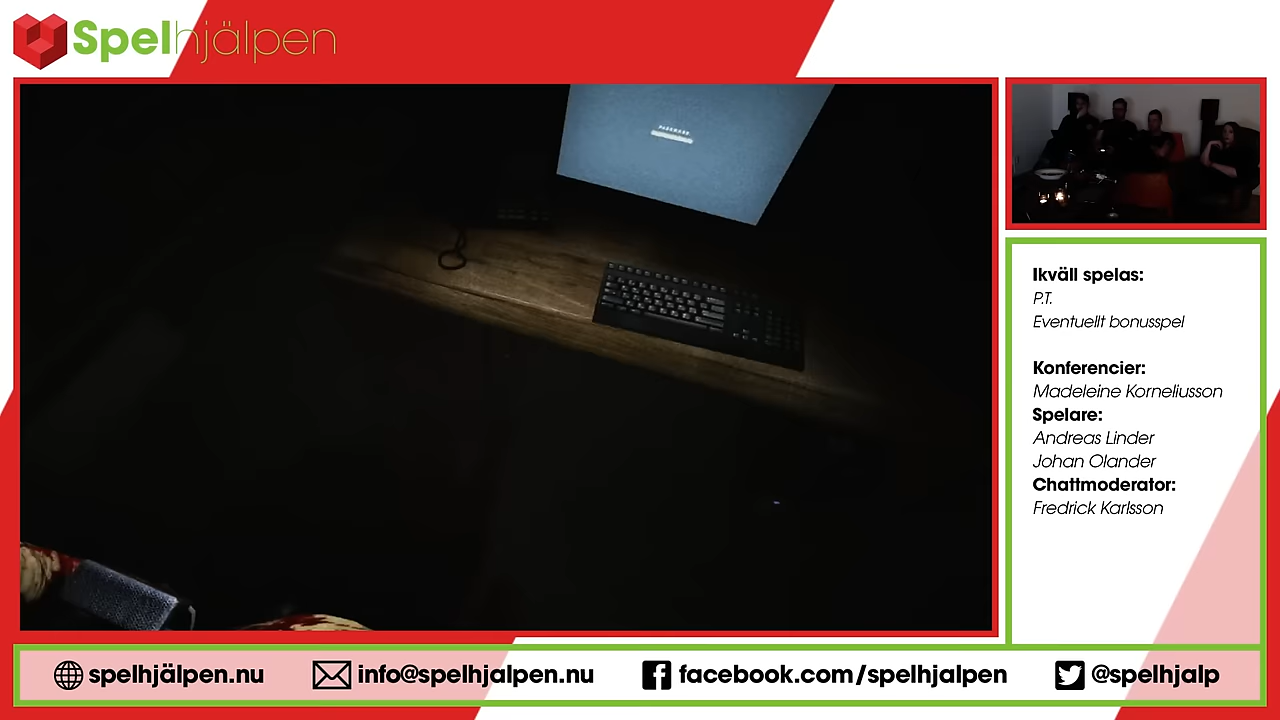 Spelhjälpen
PASSWORD
Ikväll spelas:
P.T.
Eventuellt bonusspel
Konferencier:
Madeleine Korneliusson
Spelare:
Andreas Linder
Johan Olander
Chattmoderator:
Fredrick Karlsson
spelhjälpen.nu
info@spelhjalpen.nu
facebook.com/spelhjalpen
@spelhjalp